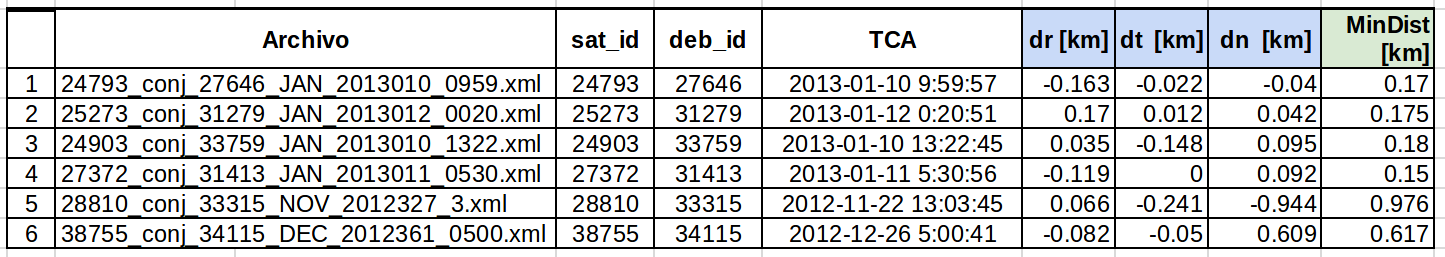 Archivo sat_id deb_id TCA dr [km] dt [km] dn [km] MinDist [km]
1 24793_conj_27646_JAN_2013010_0959.xml 24793 27646 2013-01-10 9:59:57 -0.163 -0.022 -0.04 0.17
2 25273_conj_31279_JAN_2013012_0020.xml 25273 31279 2013-01-12 0:20:51 0.17 0.012 0.042 0.175
3 24903_conj_33759_JAN_2013010_1322.xml 24903 33759 2013-01-10 13:22:45 0.035 -0.148 0.095 0.18
4 27372_conj_31413_JAN_2013011_0530.xml 27372 31413 2013-01-11 5:30:56 -0.119 0 0.092 0.15
5 28810_conj_33315_NOV_2012327_3.xml 28810 33315 2012-11-22 13:03:45 0.066 -0.241 -0.944 0.976
6 38755_conj_34115_DEC_2012361_0500.xml 38755 34115 2012-12-26 5:00:41 -0.082 -0.05 0.609 0.617